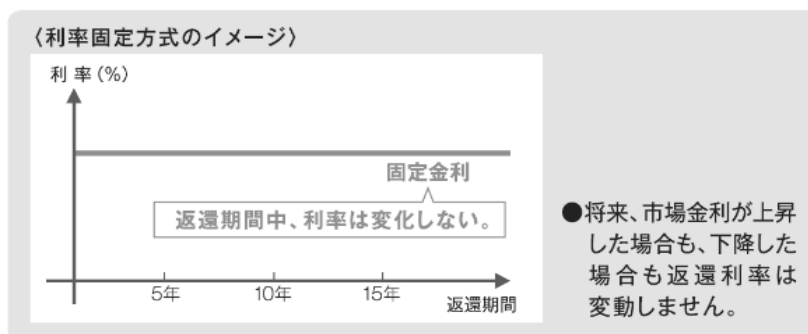 〈利率固定方式のイメージ〉
利 率(%)
固定金利
返還期間中、利率は変化しない。
5年
10年
15年
返還期間
●将来、市場金利が上昇
した場合も、下降した
場合も返還利率は
変動しません。